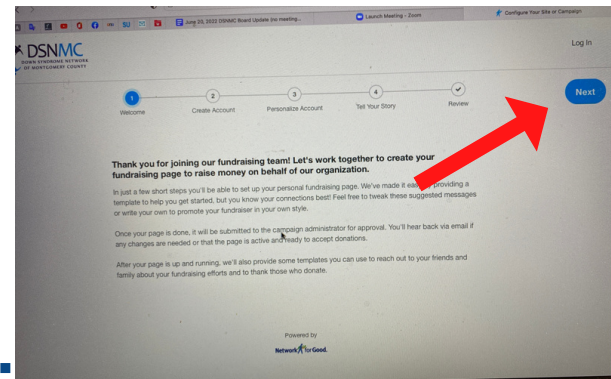 June 20, 2022 DSNMC Board Update (no meeting...
Launch Meeting - Zoom
Configure Your Site or Campaign
DSNMC
DOWN SYNDROME NETWORK
OF MONTGOMERY COUNTY
Log In
1
2
3
4
Welcome
Create Account
Personalize Account
Tell Your Story
Review
Next
Thank you for joining our fundraising team! Let's work together to create your
fundraising page to raise money on behalf of our organization.
In just a few short steps you'll be able to set up your personal fundraising page. We've made it easy providing a
template to help you get started, but you know your connections best! Feel free to tweak these suggested messages
or write your own to promote your fundraiser in your own style.
Once your page is done, it will be submitted to the campaign administrator for approval. You'll hear back via email if
any changes are needed or that the page is active and ready to accept donations.
After your page is up and running, we'll also provide some templates you can use to reach out to your friends and
family about your fundraising efforts and to thank those who donate.
Powered by
Network for Good.